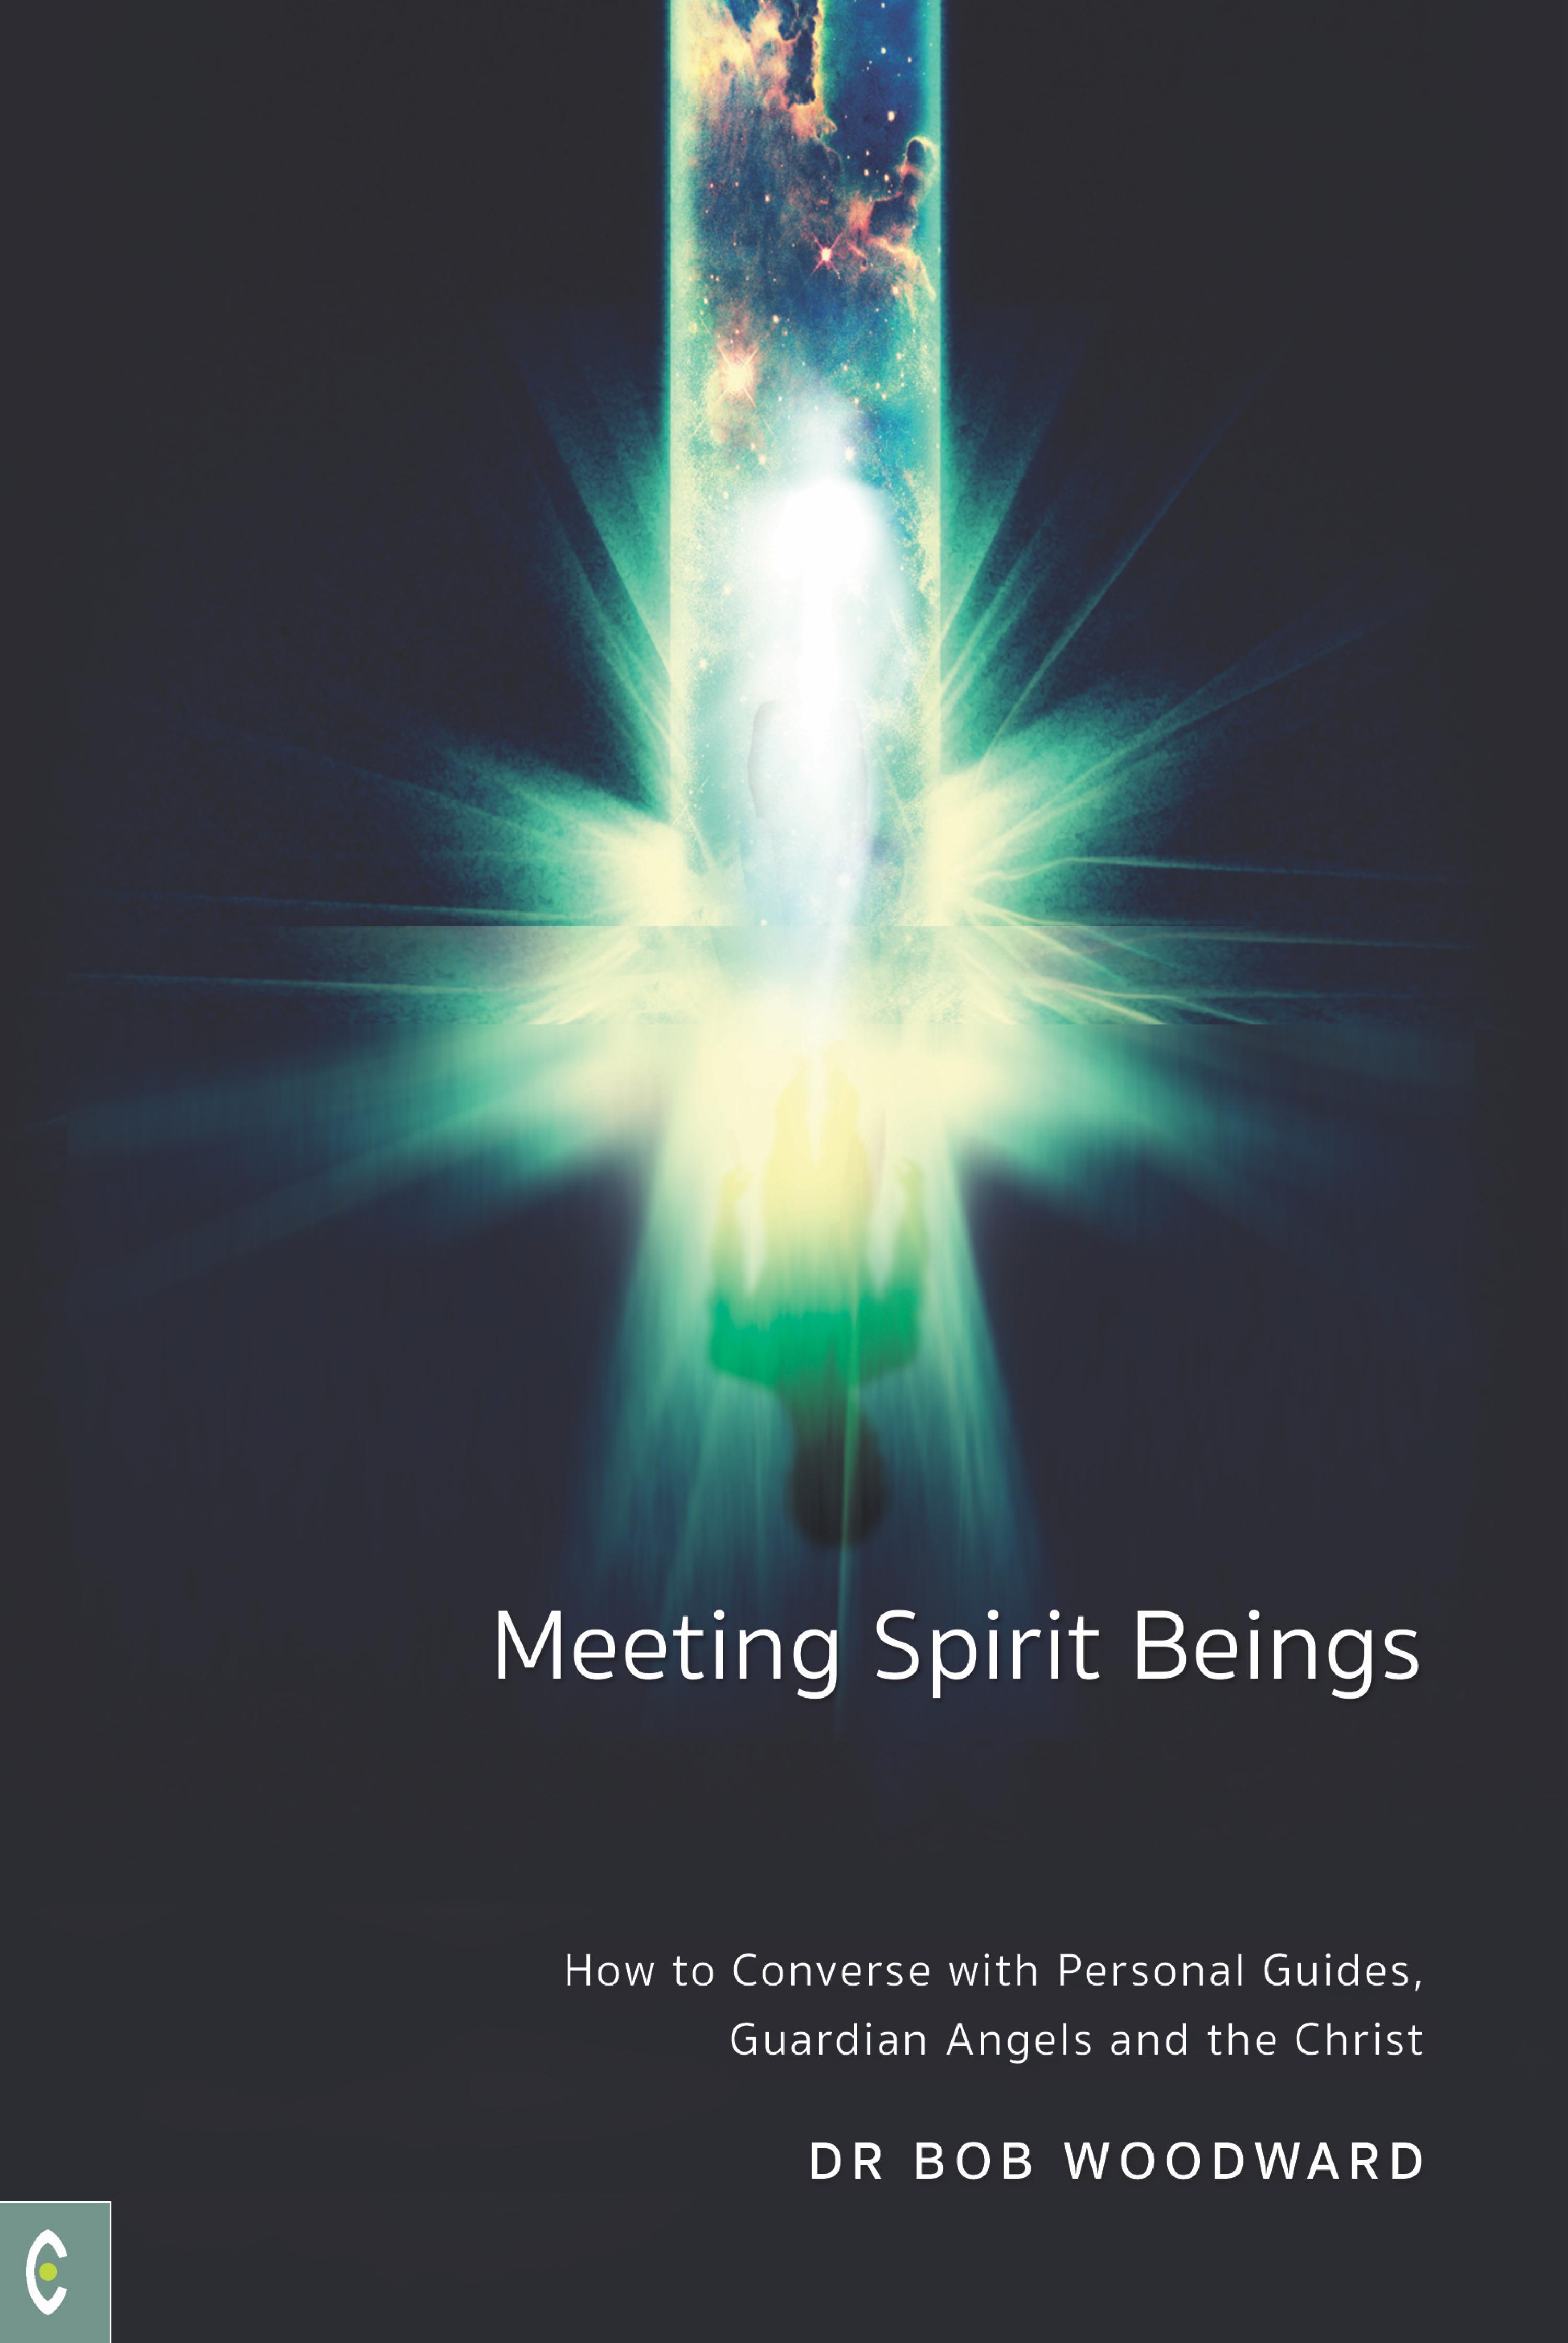 Meeting Spirit Beings
How to Converse with Personal Guides,
Guardian Angels and the Christ
DR BOB WOODWARD